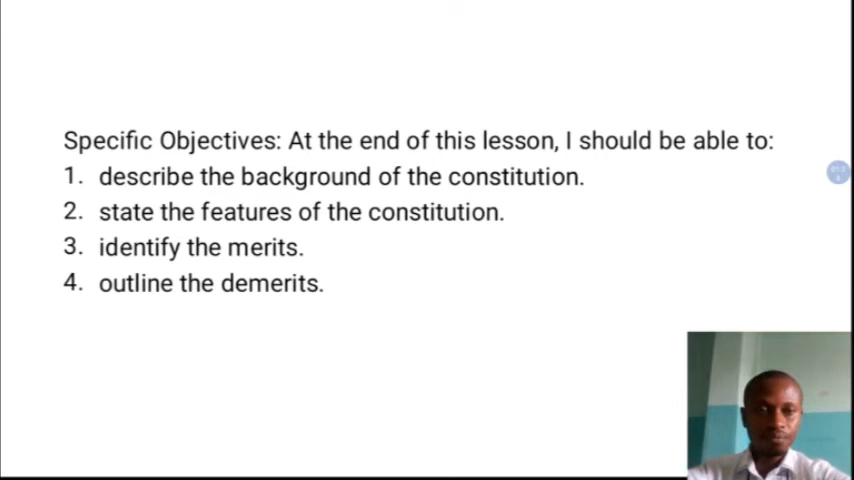 Specific Objectives: At the end of this lesson, I should be able to:
1. describe the background of the constitution.
2. state the features of the constitution.
3. identify the merits.
4. outline the demerits.